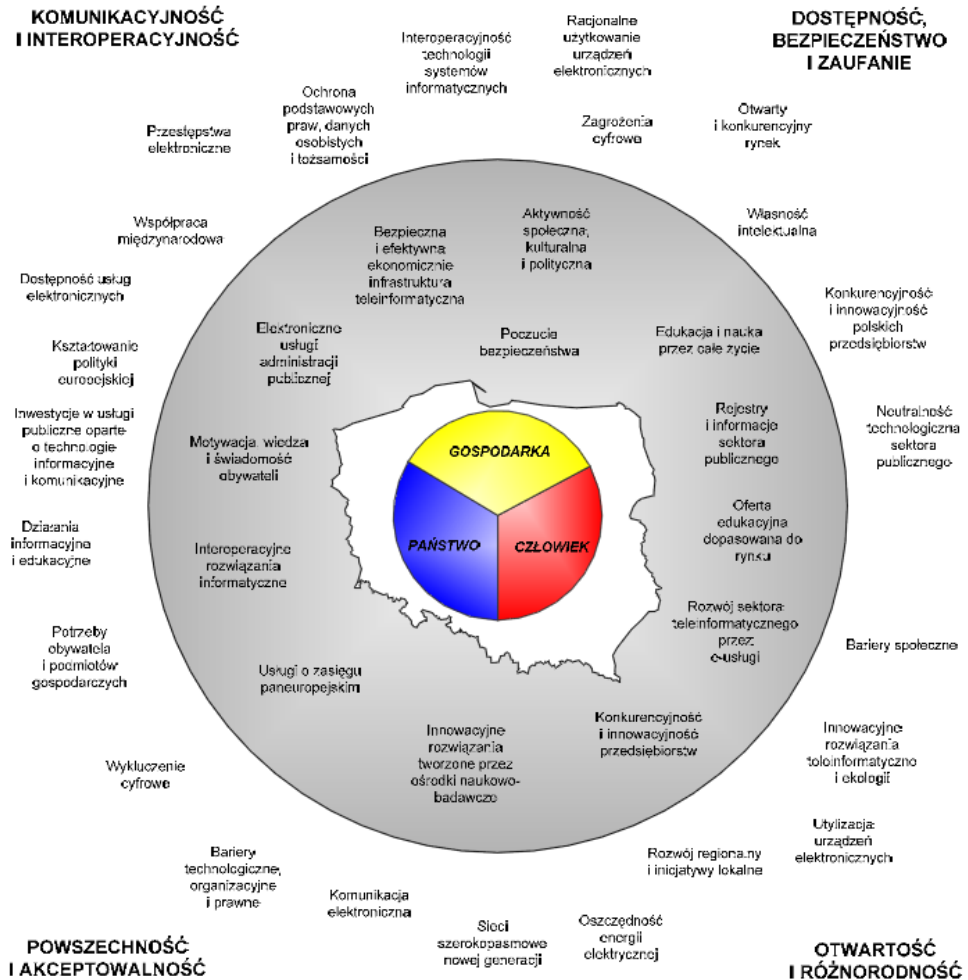 KOMUNIKACYJNOŚĆ
I INTEROPERACYJNOŚĆ
DOSTĘPNOŚĆ,
BEZPIECZEŃSTWO
I ZAUFANIE
Interoperacyjność
technologii
systemów
informatycznych
Racjonalne
użytkowanie
urządzeń
elektronicznych
Ochrona
podstawowych
praw, danych
osobistych
i tożsamości
Przestępstwa
elektroniczne
Zagrożenia
cyfrowe
Otwarty
i konkurencyjny
rynek
Współpraca
międzynarodowa
Własność
intelektualna
Dostępność usług
elektronicznych
Konkurencyjność
i innowacyjność
polskich
przedsiębiorstw
Kształtowanie
polityki
europejskiej
Inwestycje w usługi
publiczne oparte
o technologie
informacyjne
i komunikacyjne
Neutralność
technologiczna
sektora
publicznego
Działania
informacyjne
i edukacyjne
Potrzeby
obywatela
i podmiotów
gospodarczych
Bariery społeczne
Wykluczenie
cyfrowe
Innowacyjne
rozwiązania
teleinformatyczne
i ekologii
Utylizacja
urządzeń
elektronicznych
Bariery
technologiczne,
organizacyjne
i prawne
Komunikacja
elektroniczna
Sieci
szerokopasmowe
nowej generacji
Oszczędność
energii
elektrycznej
Rozwój regionalny
i inicjatywy lokalne
Bezpieczna
i efektywna
ekonomicznie
infrastruktura
teleinformatyczna
Aktywność
społeczna,
kulturalna
i polityczna
Elektroniczne
usługi
administracji
publicznej
Poczucie
bezpieczeństwa
Edukacja i nauka
przez całe życie
Motywacja, wiedza
i świadomość
obywateli
Rejestry
i informacje
sektora
publicznego
Interoperacyjne
rozwiązania
informatyczne
Oferta
edukacyjna
dopasowana do
rynku
Rozwój sektora
teleinformatycznego
przez
e-usługi
Usługi o zasięgu
paneuropejskim
Innowacyjne
rozwiązania
tworzone przez
ośrodki naukowo-
badawcze
Konkurencyjność
i innowacyjność
przedsiębiorstw
GOSPODARKA
PAŃSTWO
CZŁOWIEK
POWSZECHNOŚĆ
I AKCEPTOWALNOŚĆ
OTWARTOŚĆ
I RÓŻNORODNOŚĆ